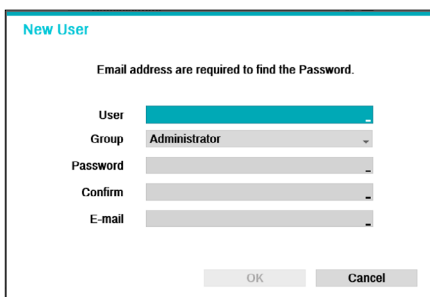 New User
Email address are required to find the Password.
User
Group Administrator
Password
Confirm
E-mail
OK Cancel